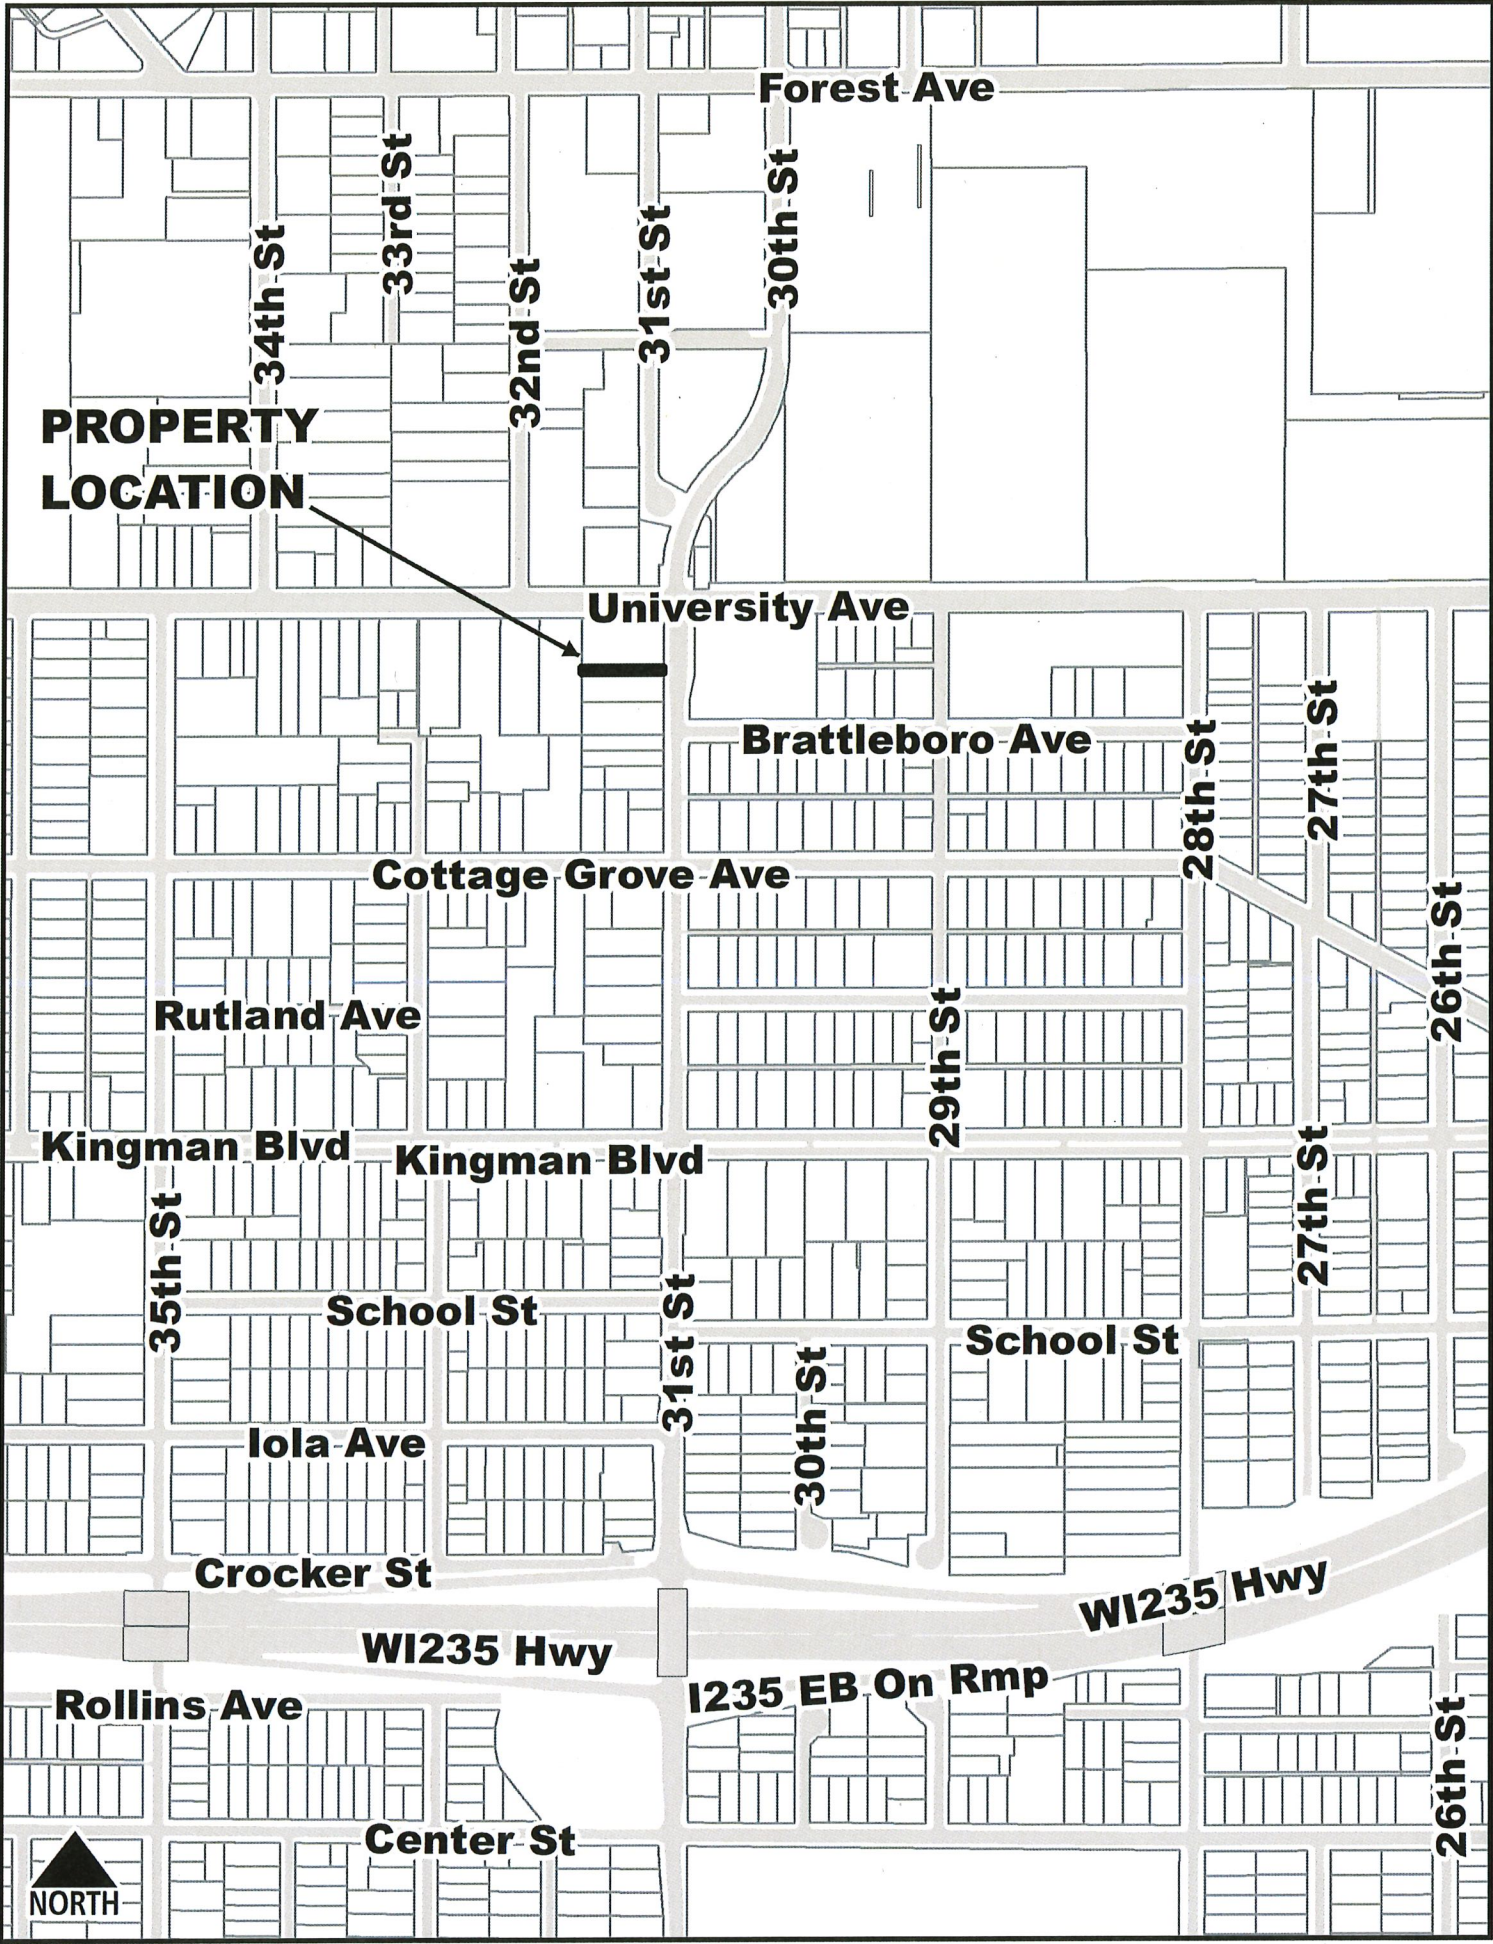 Forest Ave
33rd St
30th St
31st St
34th St
32nd St
PROPERTY
LOCATION
University Ave
Brattleboro Ave
27th St
28th St
Cottage Grove Ave
26th St
Rutland Ave
29th St
Kingman Blvd
Kingman Blvd
27th St
35th St
School St
31st St
School St
30th St
Iola Ave
Crocker St
WI235 Hwy
WI235 Hwy
I235 EB On Rmp
Rollins Ave
26th St
Center St
NORTH